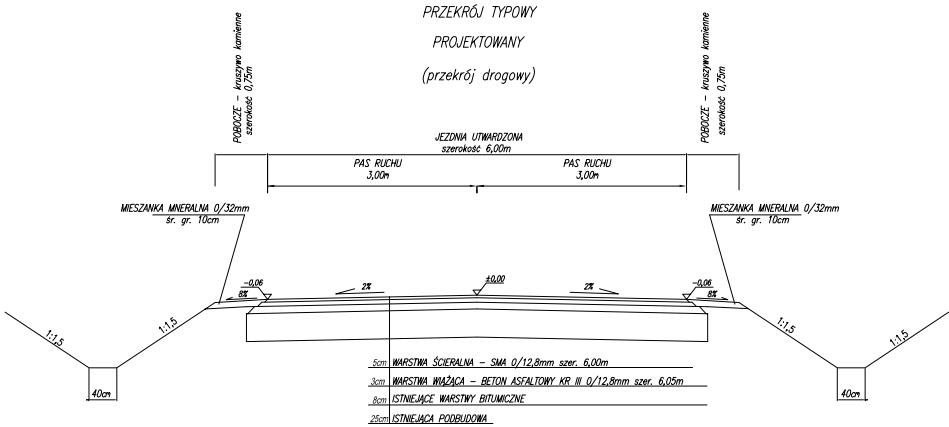 PRZEKRÓJ TYPOWY
PROJEKTOWANY
(przekrój drogowy)
POBOCZE - kruszywo kamienne
szerokość 0,75m
POBOCZE - kruszywo kamienne
szerokość 0,75m
JEZDNIA UTWARDZONA
szerokość 6,00m
PAS RUCHU
3,00m
PAS RUCHU
3,00m
MIESZANKA MNERALNA 0/32mm
śr. gr. 10cm
MIESZANKA MNERALNA 0/32mm
śr. gr. 10cm
-0,06
8%
2%
±0,00
2%
-0,06
8%
1:1,5
1:1,5
1:1,5
1:1,5
40cm
40cm
5cm WARSTWA ŚCIERALNA - SMA 0/12,8mm szer. 6,00m
3cm WARSTWA WIĄŻĄCA - BETON ASFALTOWY KR III 0/12,8mm szer. 6,05m
8cm ISTNIEJĄCE WARSTWY BITUMICZNE
25cm ISTNIEJĄCA PODBUDOWA